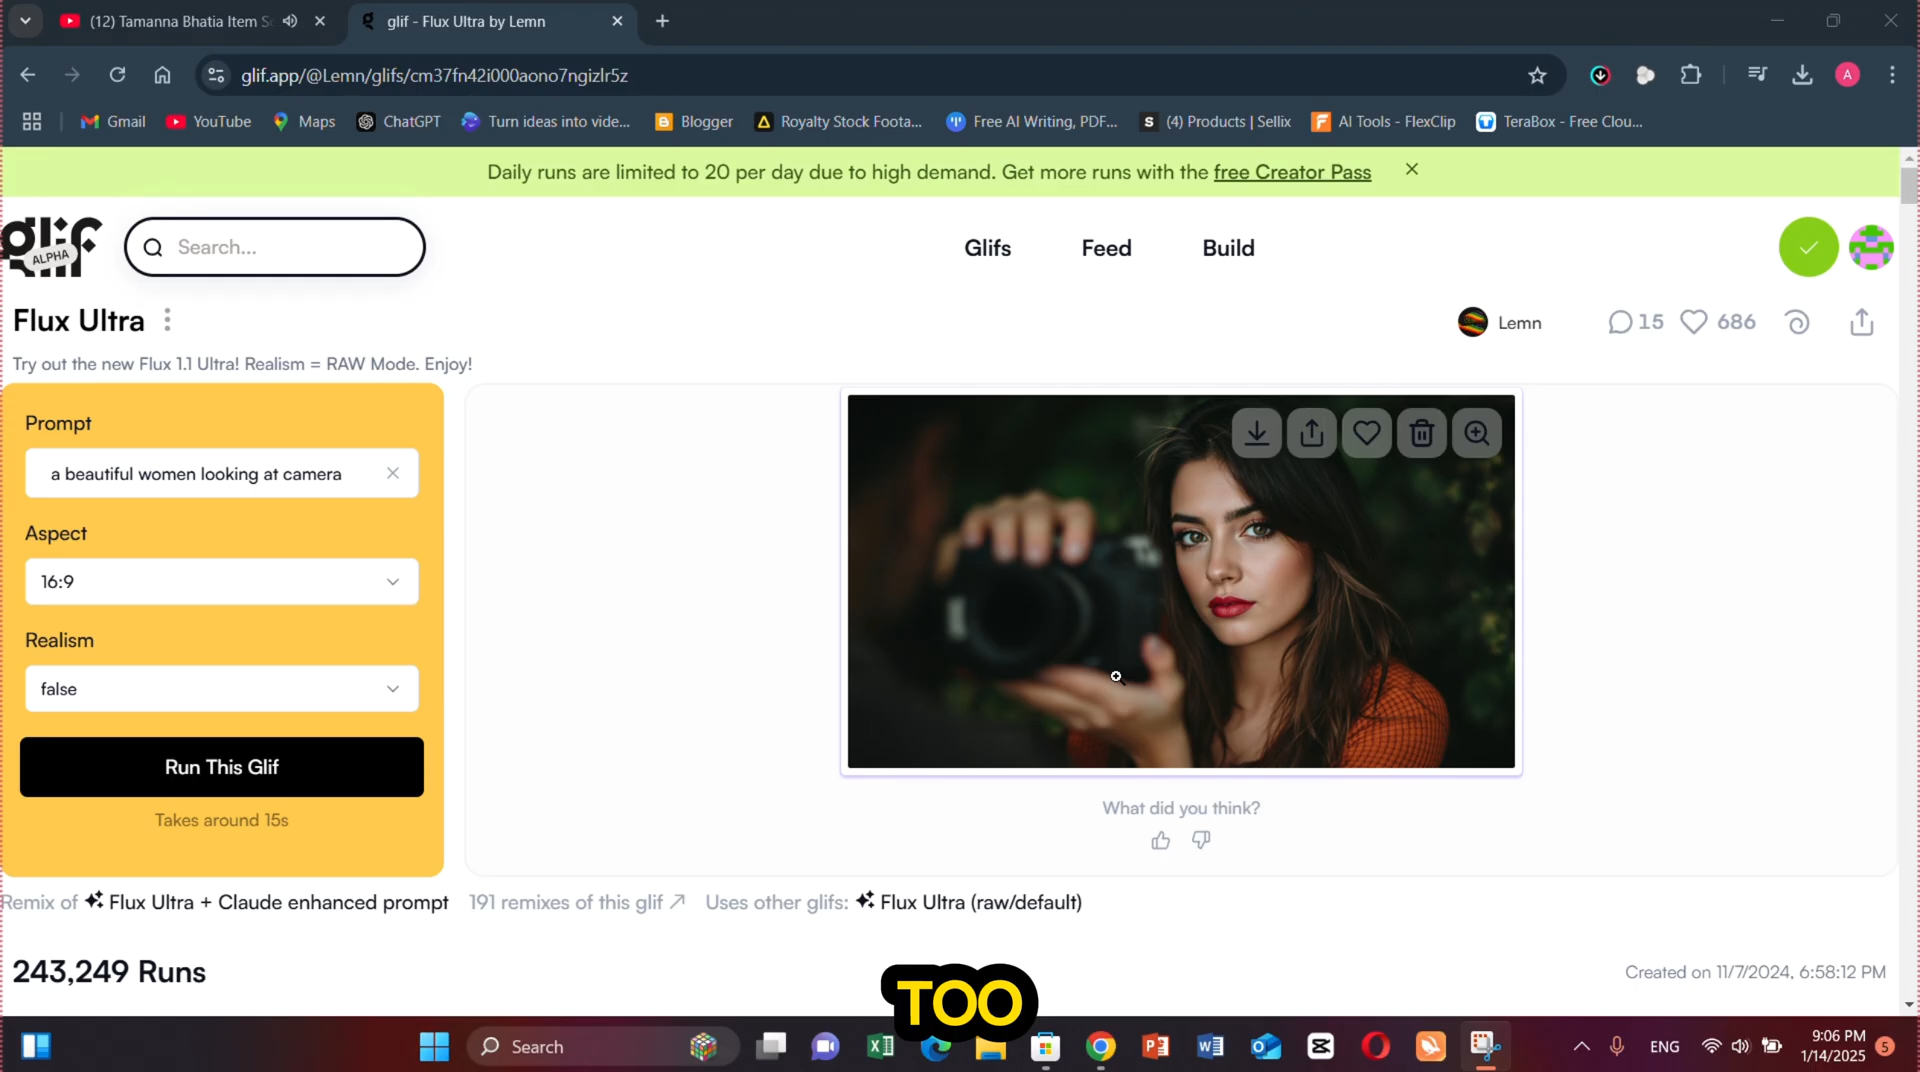 (12) Tamanna Bhatia Item S
glif - Flux Ultra by Lemn
glif.app/@Lemn/glifs/cm37fn42i000aono7ngizlr5z
A
Gmail
YouTube
Maps
ChatGPT
Turn ideas into vide...
Blogger
Royalty Stock Foota...
Free AI Writing, PDF...
(4) Products | Sellix
AI Tools - FlexClip
TeraBox - Free Clou...
Daily runs are limited to 20 per day due to high demand. Get more runs with the free Creator Pass
glif
ALPHA
Search...
Glifs
Feed
Build
Flux Ultra
Lemn
15
686
Try out the new Flux 1.1 Ultra! Realism = RAW Mode. Enjoy!
Prompt
a beautiful women looking at camera
Aspect
16:9
Realism
false
Run This Glif
Takes around 15s
What did you think?
Remix of Flux Ultra + Claude enhanced prompt
191 remixes of this glif
Uses other glifs: Flux Ultra (raw/default)
243,249 Runs
Created on 11/7/2024, 6:58:12 PM
TOO
Search
ENG
9:06 PM
1/14/2025
5